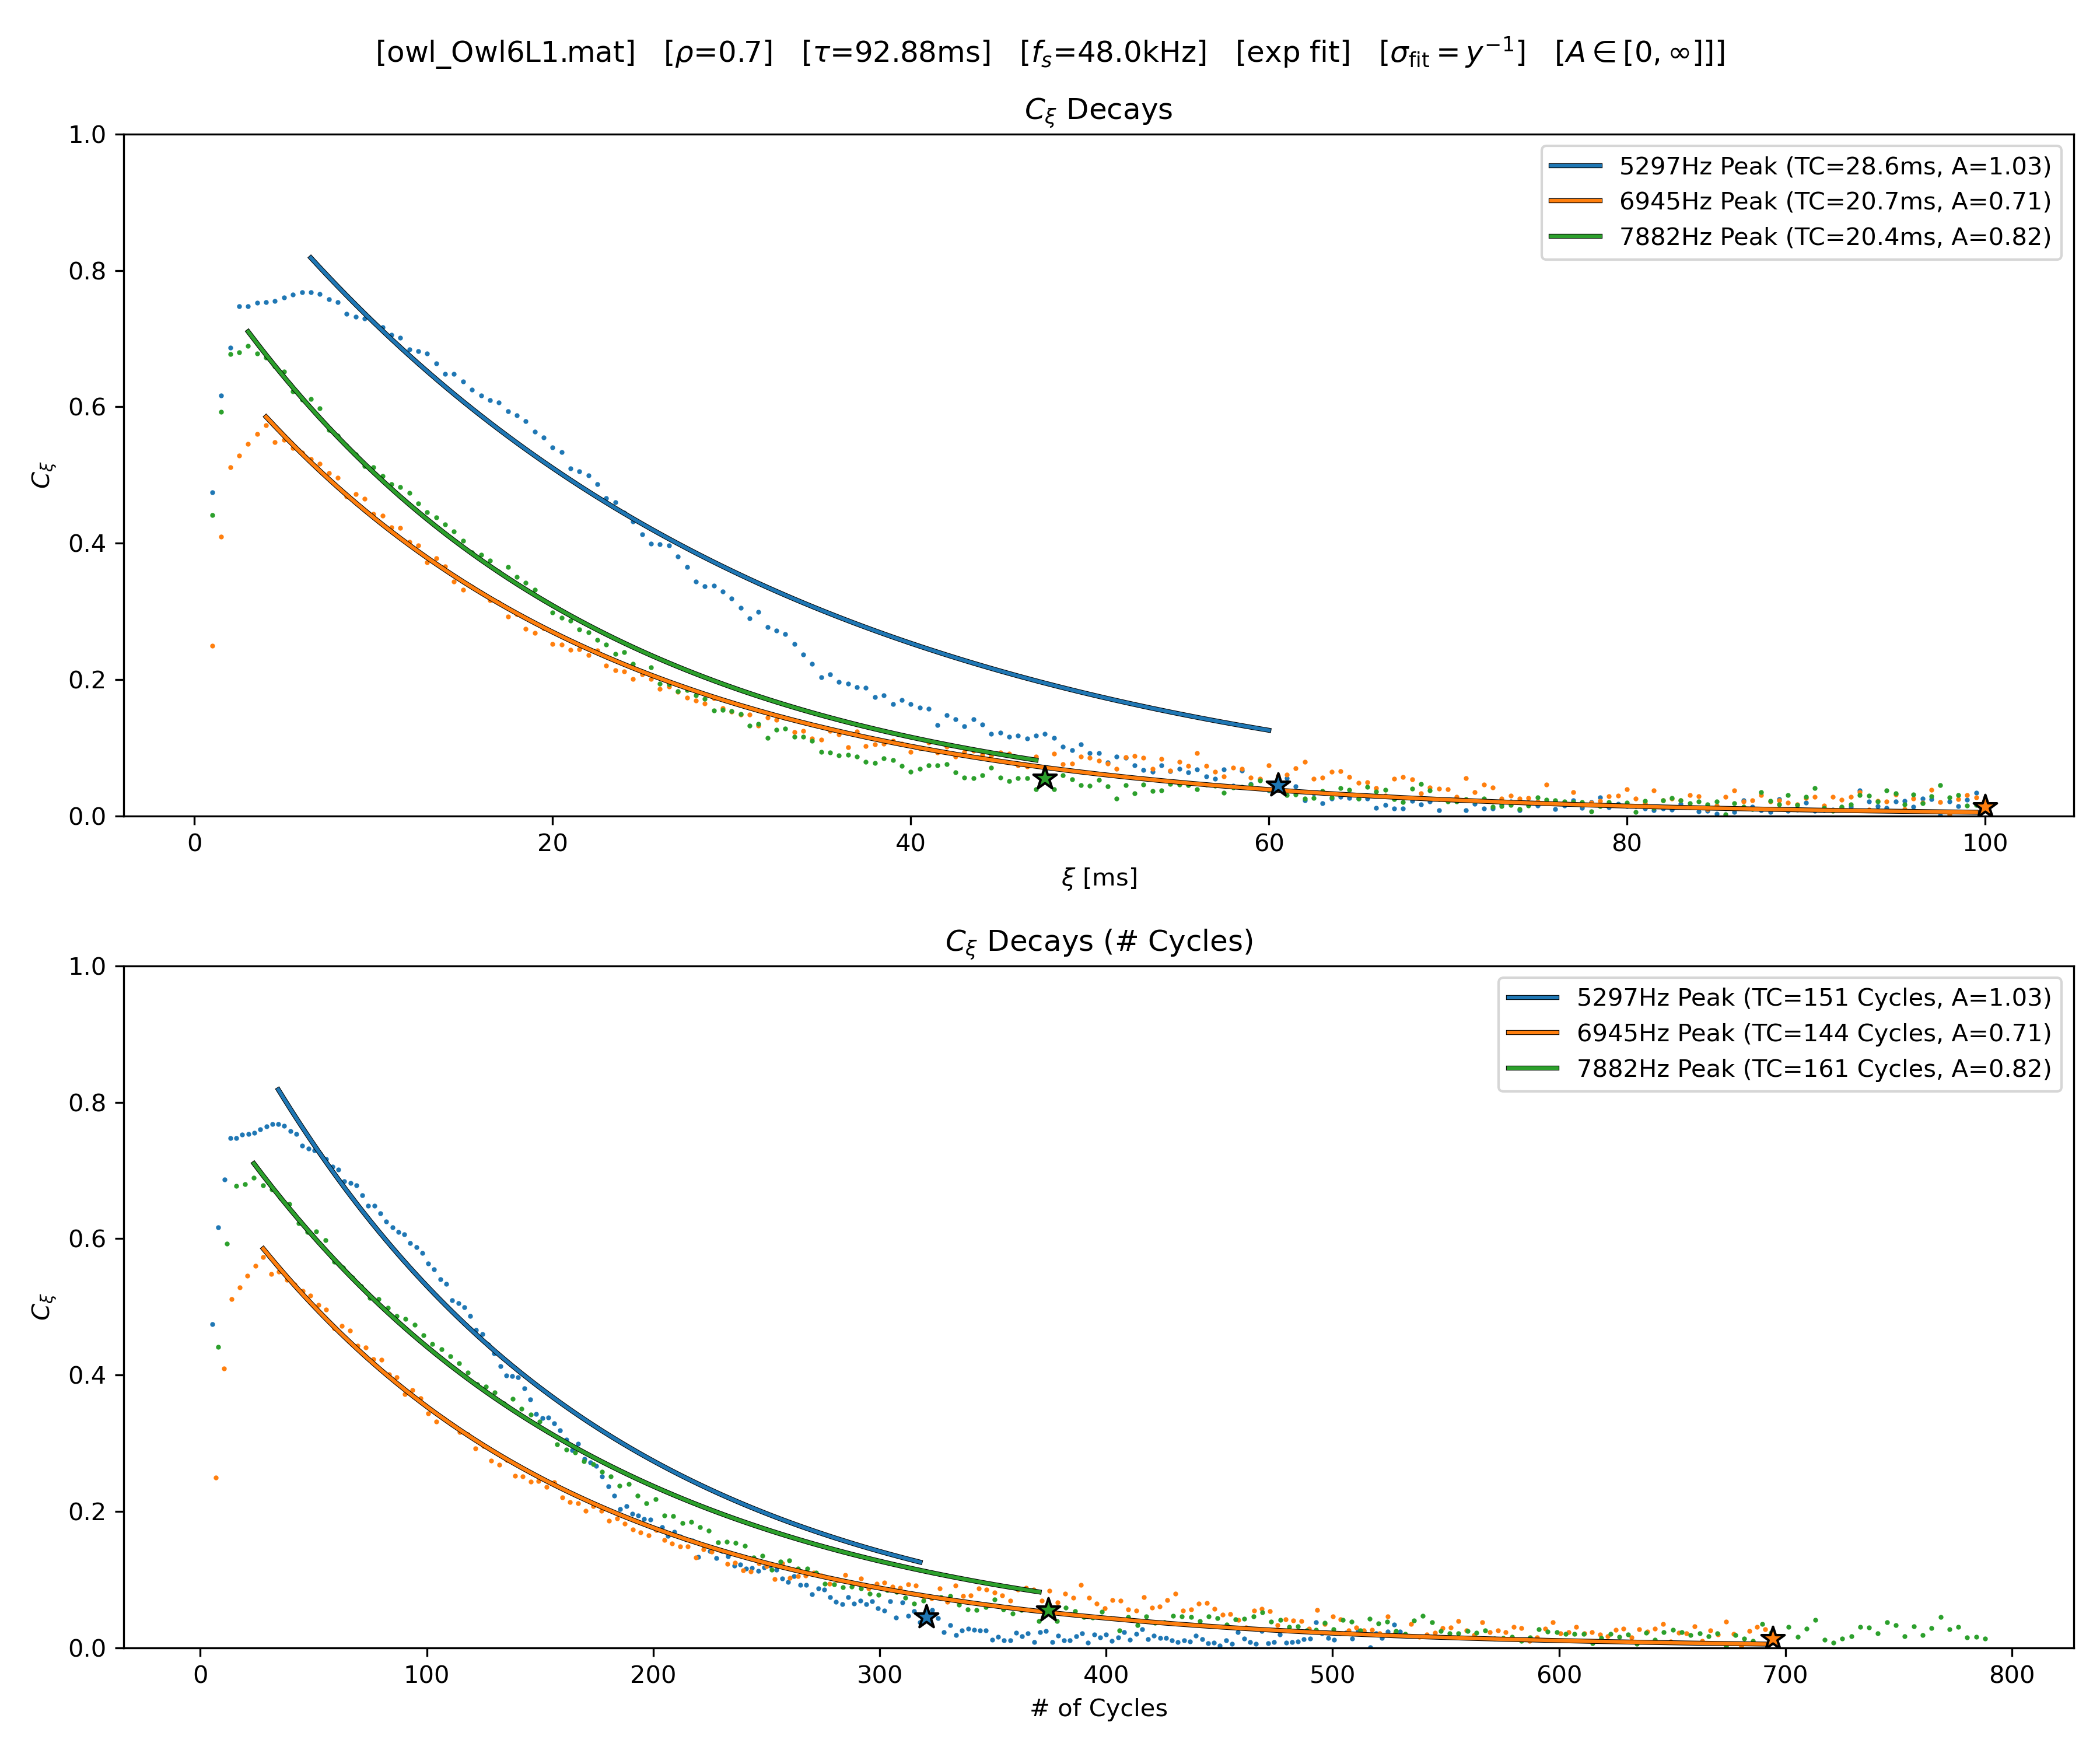 [owl_Owl6L1.mat] [ρ=0.7] [τ=92.88ms] [fₛ=48.0kHz] [exp fit] [σ_fit = y⁻¹] [A ∈ [0, ∞]]]
C_ξ Decays
1.0
0.8
0.6
0.4
0.2
0.0
C_ξ
5297Hz Peak (TC=28.6ms, A=1.03)
6945Hz Peak (TC=20.7ms, A=0.71)
7882Hz Peak (TC=20.4ms, A=0.82)
0 20 40 60 80 100
ξ [ms]
C_ξ Decays (# Cycles)
1.0
0.8
0.6
0.4
0.2
0.0
C_ξ
5297Hz Peak (TC=151 Cycles, A=1.03)
6945Hz Peak (TC=144 Cycles, A=0.71)
7882Hz Peak (TC=161 Cycles, A=0.82)
0 100 200 300 400 500 600 700 800
# of Cycles